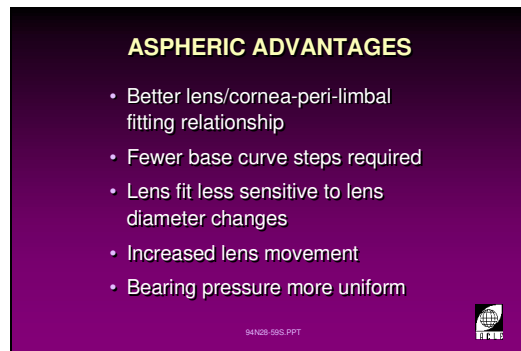 ASPHERIC ADVANTAGES
• Better lens/cornea-peri-limbal
fitting relationship
• Fewer base curve steps required
• Lens fit less sensitive to lens
diameter changes
• Increased lens movement
• Bearing pressure more uniform
94N28-59S.PPT
IACLE